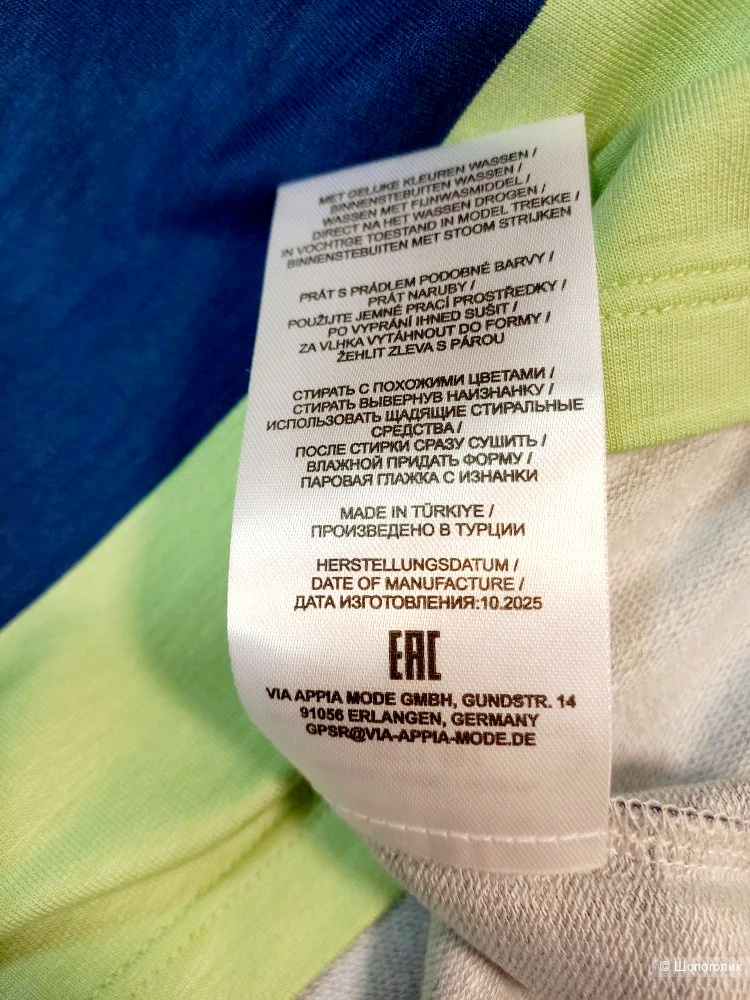 MET GELIJKE KLEUREN WASSEN /
BINNENSTEBUITEN WASSEN /
WASSEN MET FIJNWASMIDDEL /
DIRECT NA HET WASSEN DROGEN /
IN VOCHTIGE TOESTAND IN MODEL TREKKE /
BINNENSTEBUITEN MET STOOM STRIJKEN
PRÁT S PRÁDLEM PODOBNÉ BARVY /
PRÁT NARUBY /
POUŽIJTE JEMNÉ PRACÍ PROSTŘEDKY /
PO VYPRÁNÍ IHNED SUŠIT /
ZA VLHKA VYTÁHNOUT DO FORMY /
ŽEHLIT ZLEVA S PÁROU
СТИРАТЬ С ПОХОЖИМИ ЦВЕТАМИ /
СТИРАТЬ ВЫВЕРНУВ НАИЗНАНКУ /
ИСПОЛЬЗОВАТЬ ЩАДЯЩИЕ СТИРАЛЬНЫЕ
СРЕДСТВА /
ПОСЛЕ СТИРКИ СРАЗУ СУШИТЬ /
ВЛАЖНОЙ ПРИДАТЬ ФОРМУ /
ПАРОВАЯ ГЛАЖКА С ИЗНАНКИ
MADE IN TÜRKIYE /
ПРОИЗВЕДЕНО В ТУРЦИИ
HERSTELLUNGSDATUM /
DATE OF MANUFACTURE /
ДАТА ИЗГОТОВЛЕНИЯ:10.2025
EAC
VIA APPIA MODE GMBH, GUNDSTR. 14
91056 ERLANGEN, GERMANY
GPSR@VIA-APPIA-MODE.DE
© Шопоголик